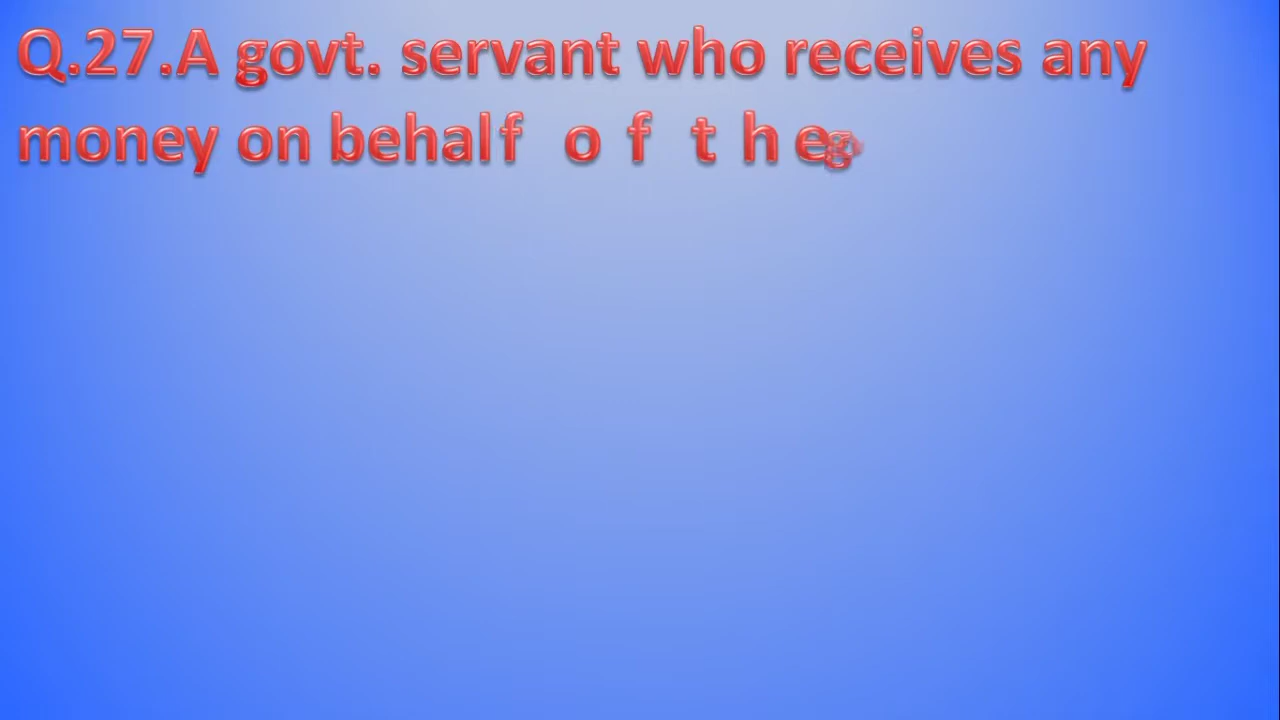 Q.27.A govt. servant who receives any
money on behalf of the